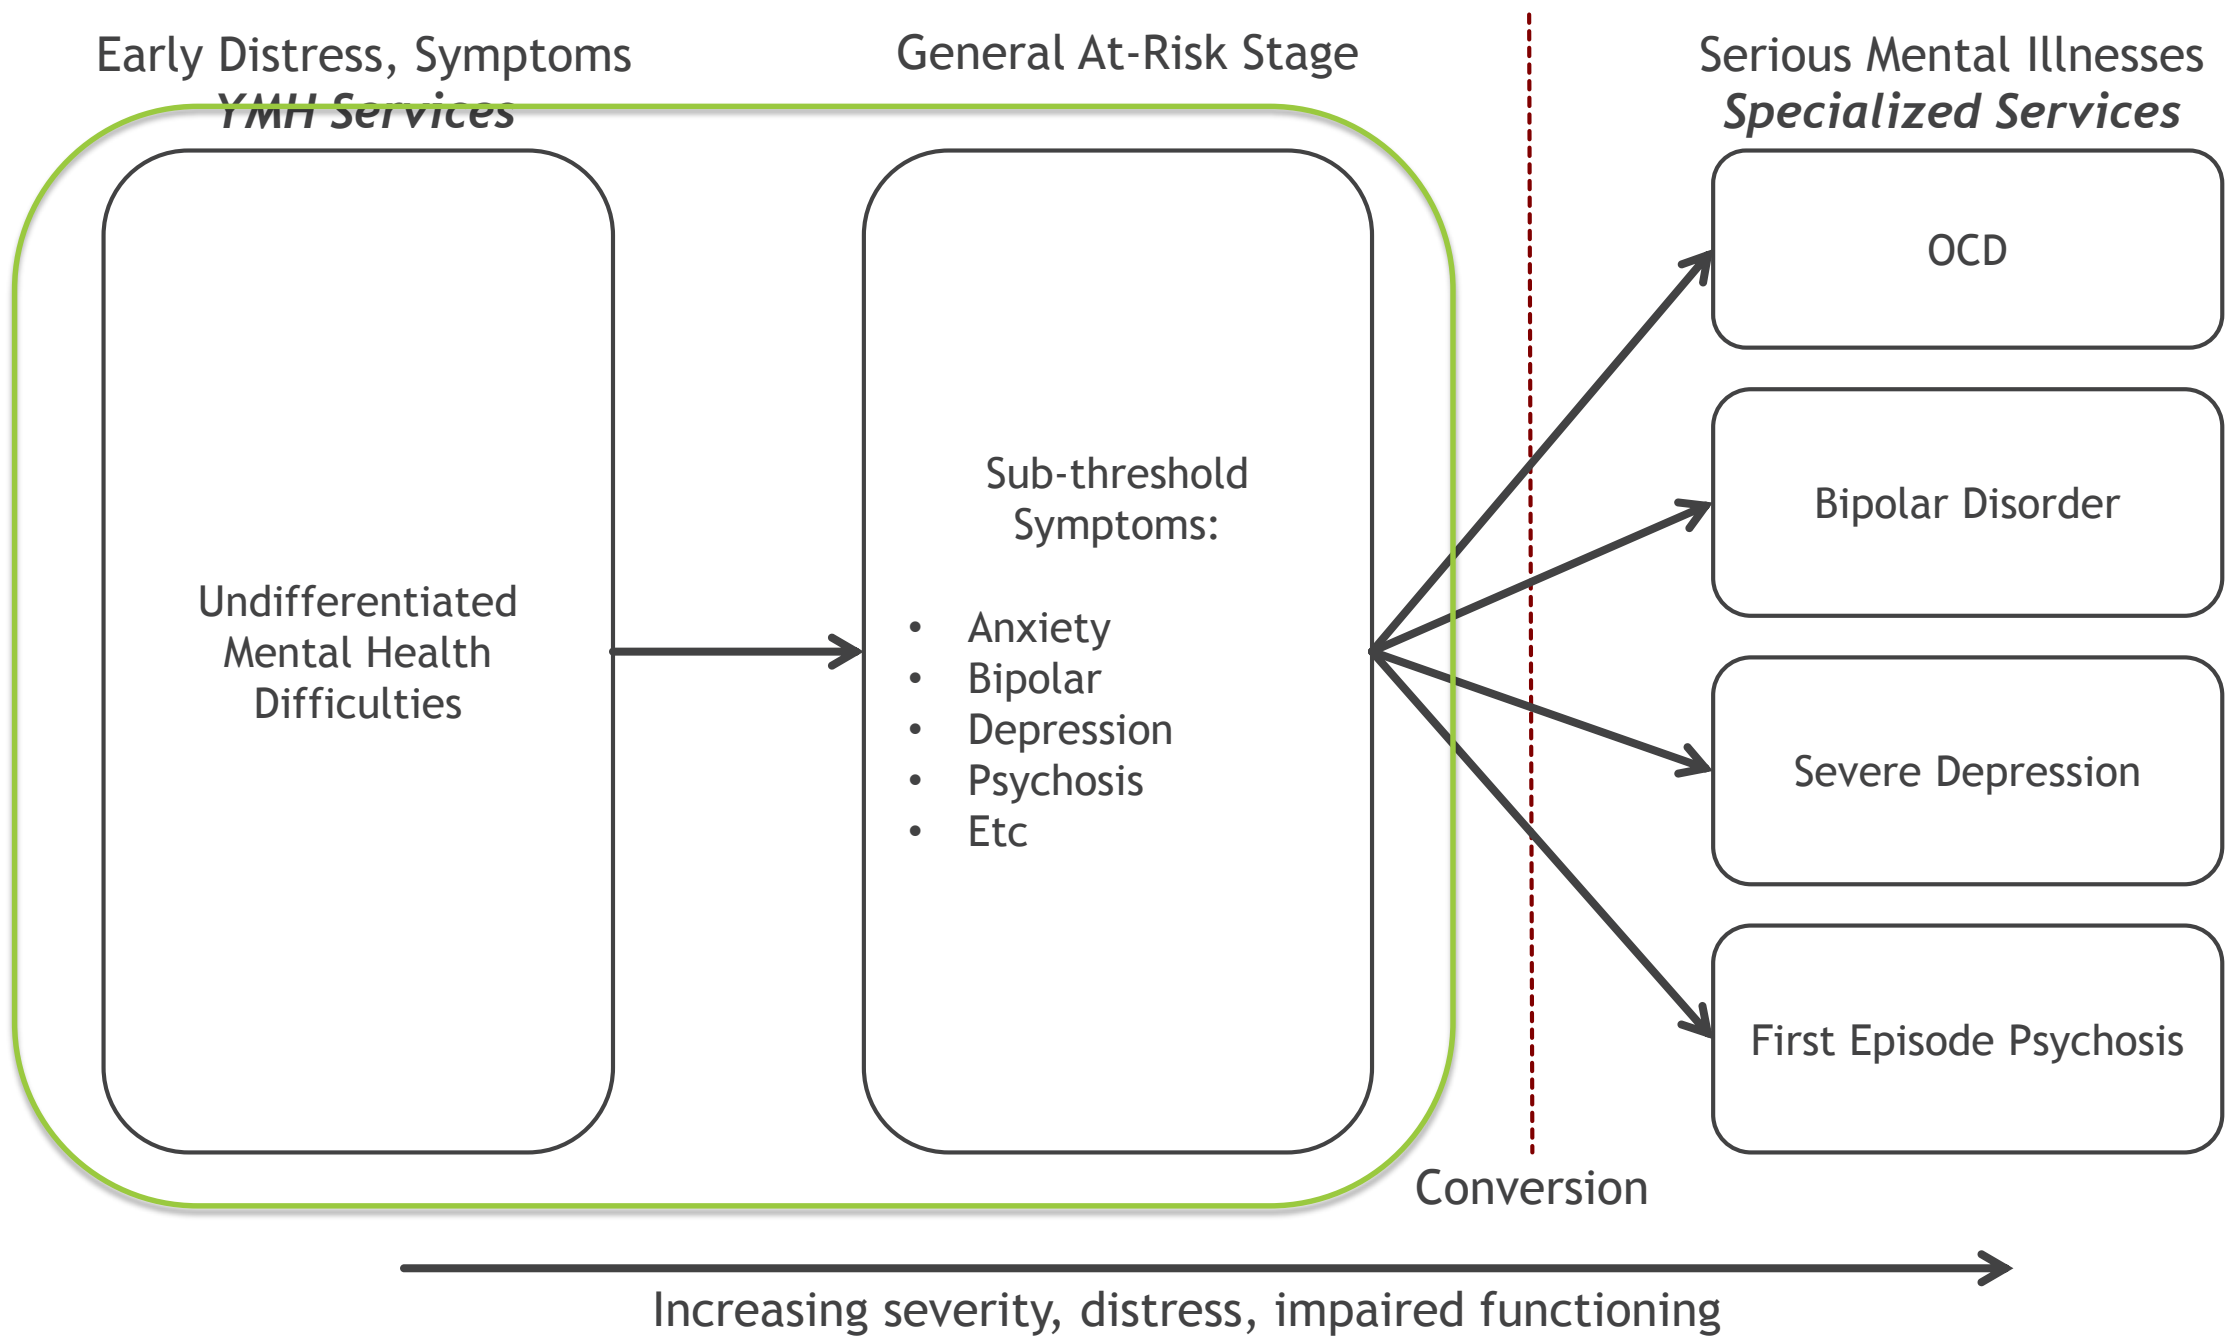 Early Distress, Symptoms
YMH Services
General At-Risk Stage
Serious Mental Illnesses
Specialized Services
Undifferentiated
Mental Health
Difficulties
Sub-threshold
Symptoms:
• Anxiety
• Bipolar
• Depression
• Psychosis
• Etc
OCD
Bipolar Disorder
Severe Depression
First Episode Psychosis
Conversion
Increasing severity, distress, impaired functioning